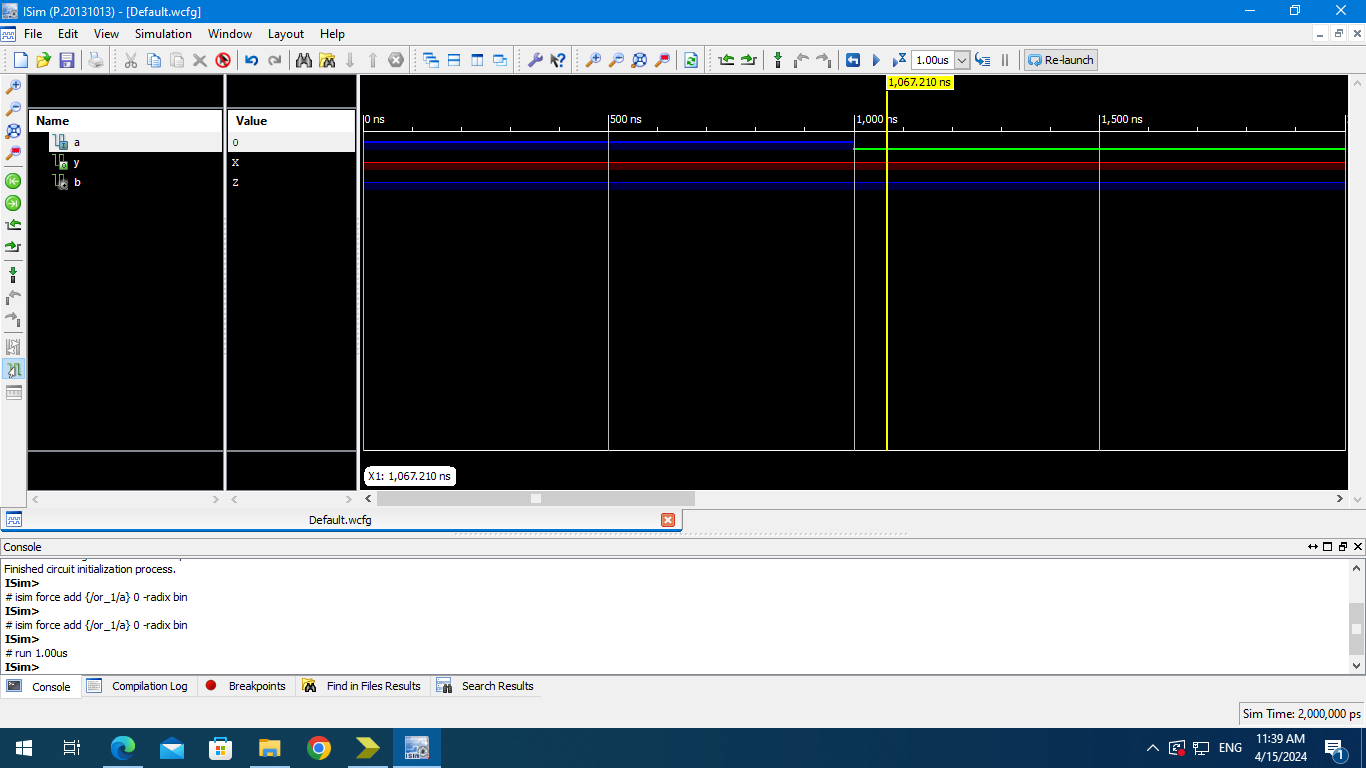 ISim (P.20131013) - [Default.wcfg]
File Edit View Simulation Window Layout Help
1.00us Re-launch
1,067.210 ns
Name Value
0 ns 500 ns 1,000 ns 1,500 ns
a 0
y X
b Z
X1: 1,067.210 ns
Default.wcfg
Console
Finished circuit initialization process.
ISim>
# isim force add {/or_1/a} 0 -radix bin
ISim>
# isim force add {/or_1/a} 0 -radix bin
ISim>
# run 1.00us
ISim>
Console Compilation Log Breakpoints Find in Files Results Search Results
Sim Time: 2,000,000 ps
ISim
ENG
11:39 AM
4/15/2024
1